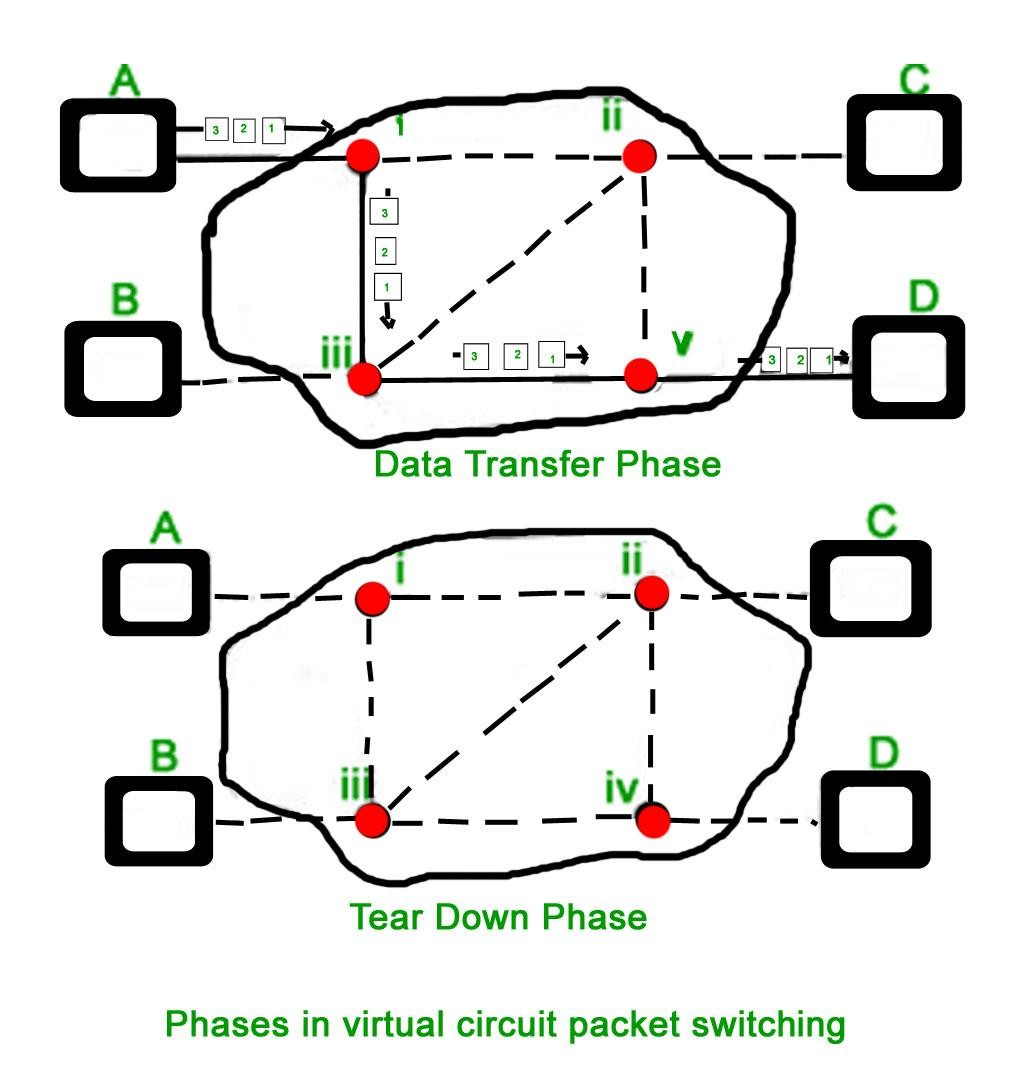 A
C
3 2 1
i
ii
3
2
1
B
D
iii
3 2 1
v
3 2 1
Data Transfer Phase
A
C
i
ii
B
D
iii
iv
Tear Down Phase
Phases in virtual circuit packet switching